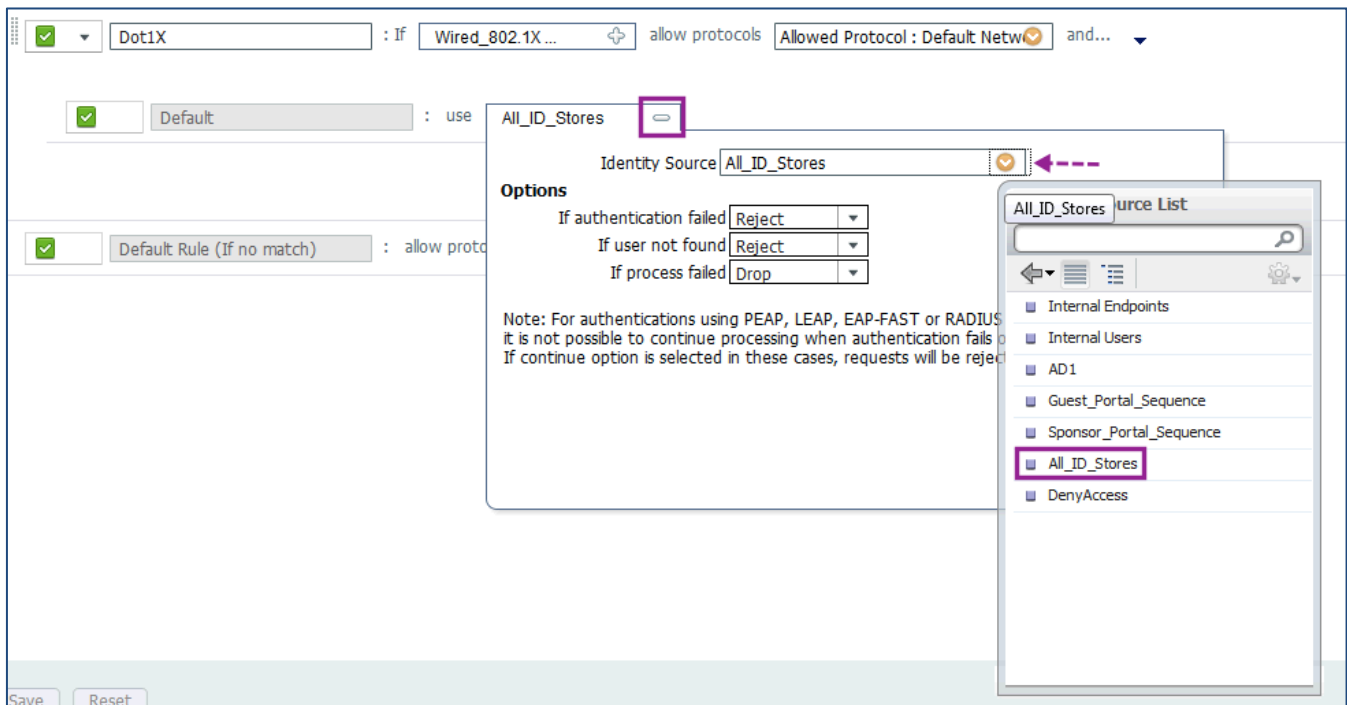 Dot1X : If Wired_802.1X ... allow protocols Allowed Protocol : Default Netw and...
Default : use All_ID_Stores
Identity Source All_ID_Stores
Options
If authentication failed Reject
If user not found Reject
If process failed Drop
Note: For authentications using PEAP, LEAP, EAP-FAST or RADIUS
it is not possible to continue processing when authentication fails
If continue option is selected in these cases, requests will be rejec
Default Rule (If no match) : allow proto
All_ID_Stores urce List
Internal Endpoints
Internal Users
AD1
Guest_Portal_Sequence
Sponsor_Portal_Sequence
All_ID_Stores
DenyAccess
Save Reset